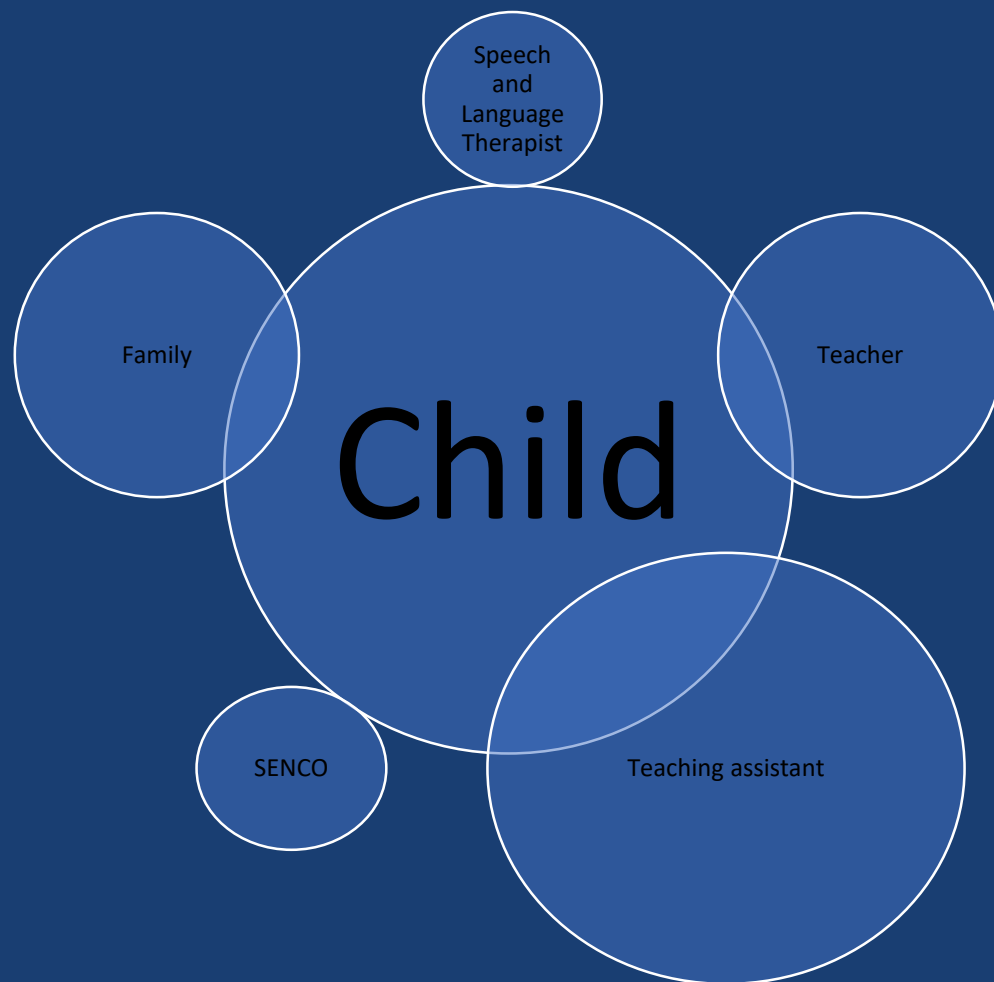 Speech
and
Language
Therapist
Family
Teacher
Child
SENCO
Teaching assistant